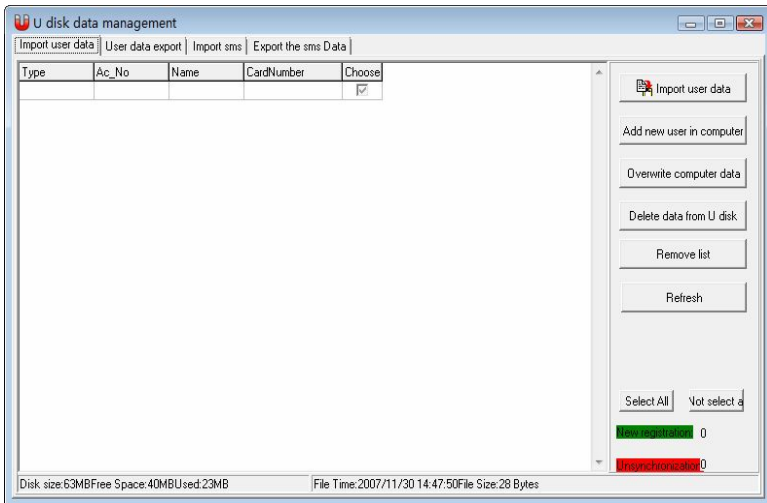 U disk data management
Import user data User data export Import sms Export the sms Data
Type Ac_No Name CardNumber Choose
Import user data
Add new user in computer
Overwrite computer data
Delete data from U disk
Remove list
Refresh
Select All Not select a
New registration: 0
Unsynchronization 0
Disk size:63MBFree Space:40MBUsed:23MB File Time:2007/11/30 14:47:50File Size:28 Bytes